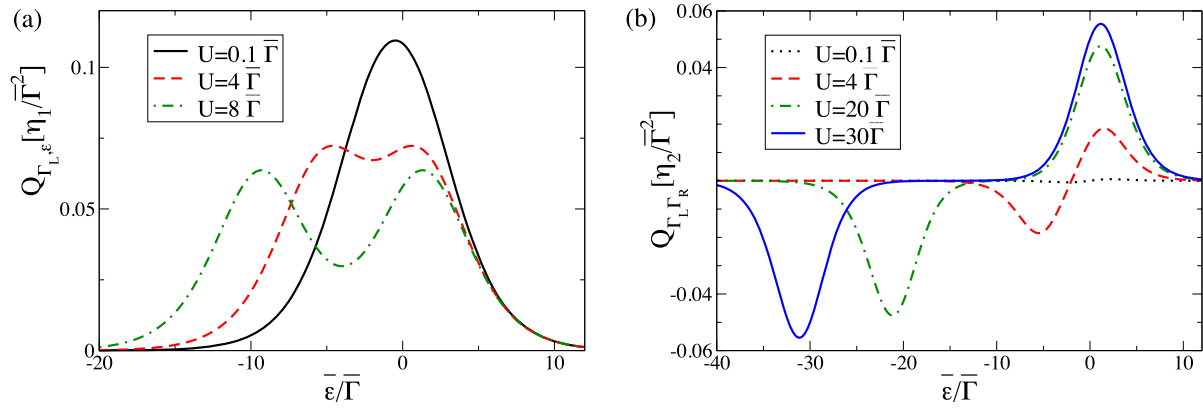 (a)
0.1
0.05
0
Q_{Γ_L,ε} [η_1/Γ̅^2]
U=0.1 Γ̅
U=4 Γ̅
U=8 Γ̅
-20 -10 0 10
ε̅/Γ̅
(b)
0.06
0.04
-0.04
-0.06
Q_{Γ_LΓ_R} [η_2/Γ̅^2]
U=0.1 Γ̅
U=4 Γ̅
U=20 Γ̅
U=30Γ̅
-40 -30 -20 -10 0 10
ε̅/Γ̅